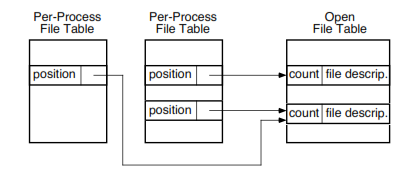 Per-Process
File Table
Per-Process
File Table
Open
File Table
position
position
count file descrip.
position
count file descrip.